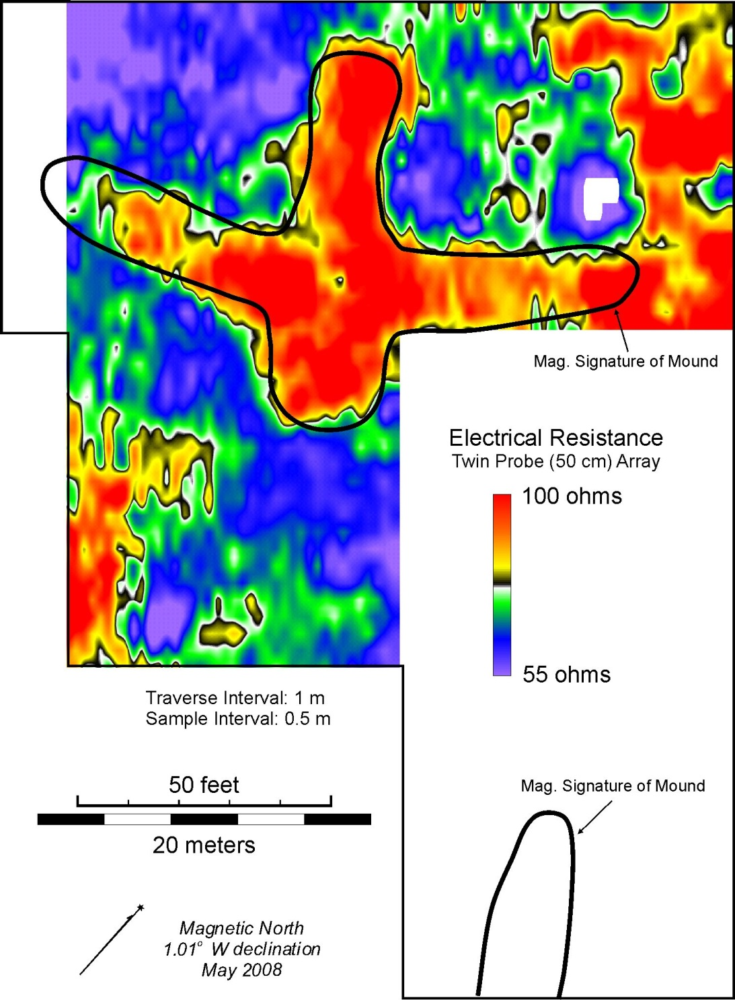 Mag. Signature of Mound
Electrical Resistance
Twin Probe (50 cm) Array
100 ohms
55 ohms
Traverse Interval: 1 m
Sample Interval: 0.5 m
50 feet
20 meters
Mag. Signature of Mound
Magnetic North
1.01° W declination
May 2008